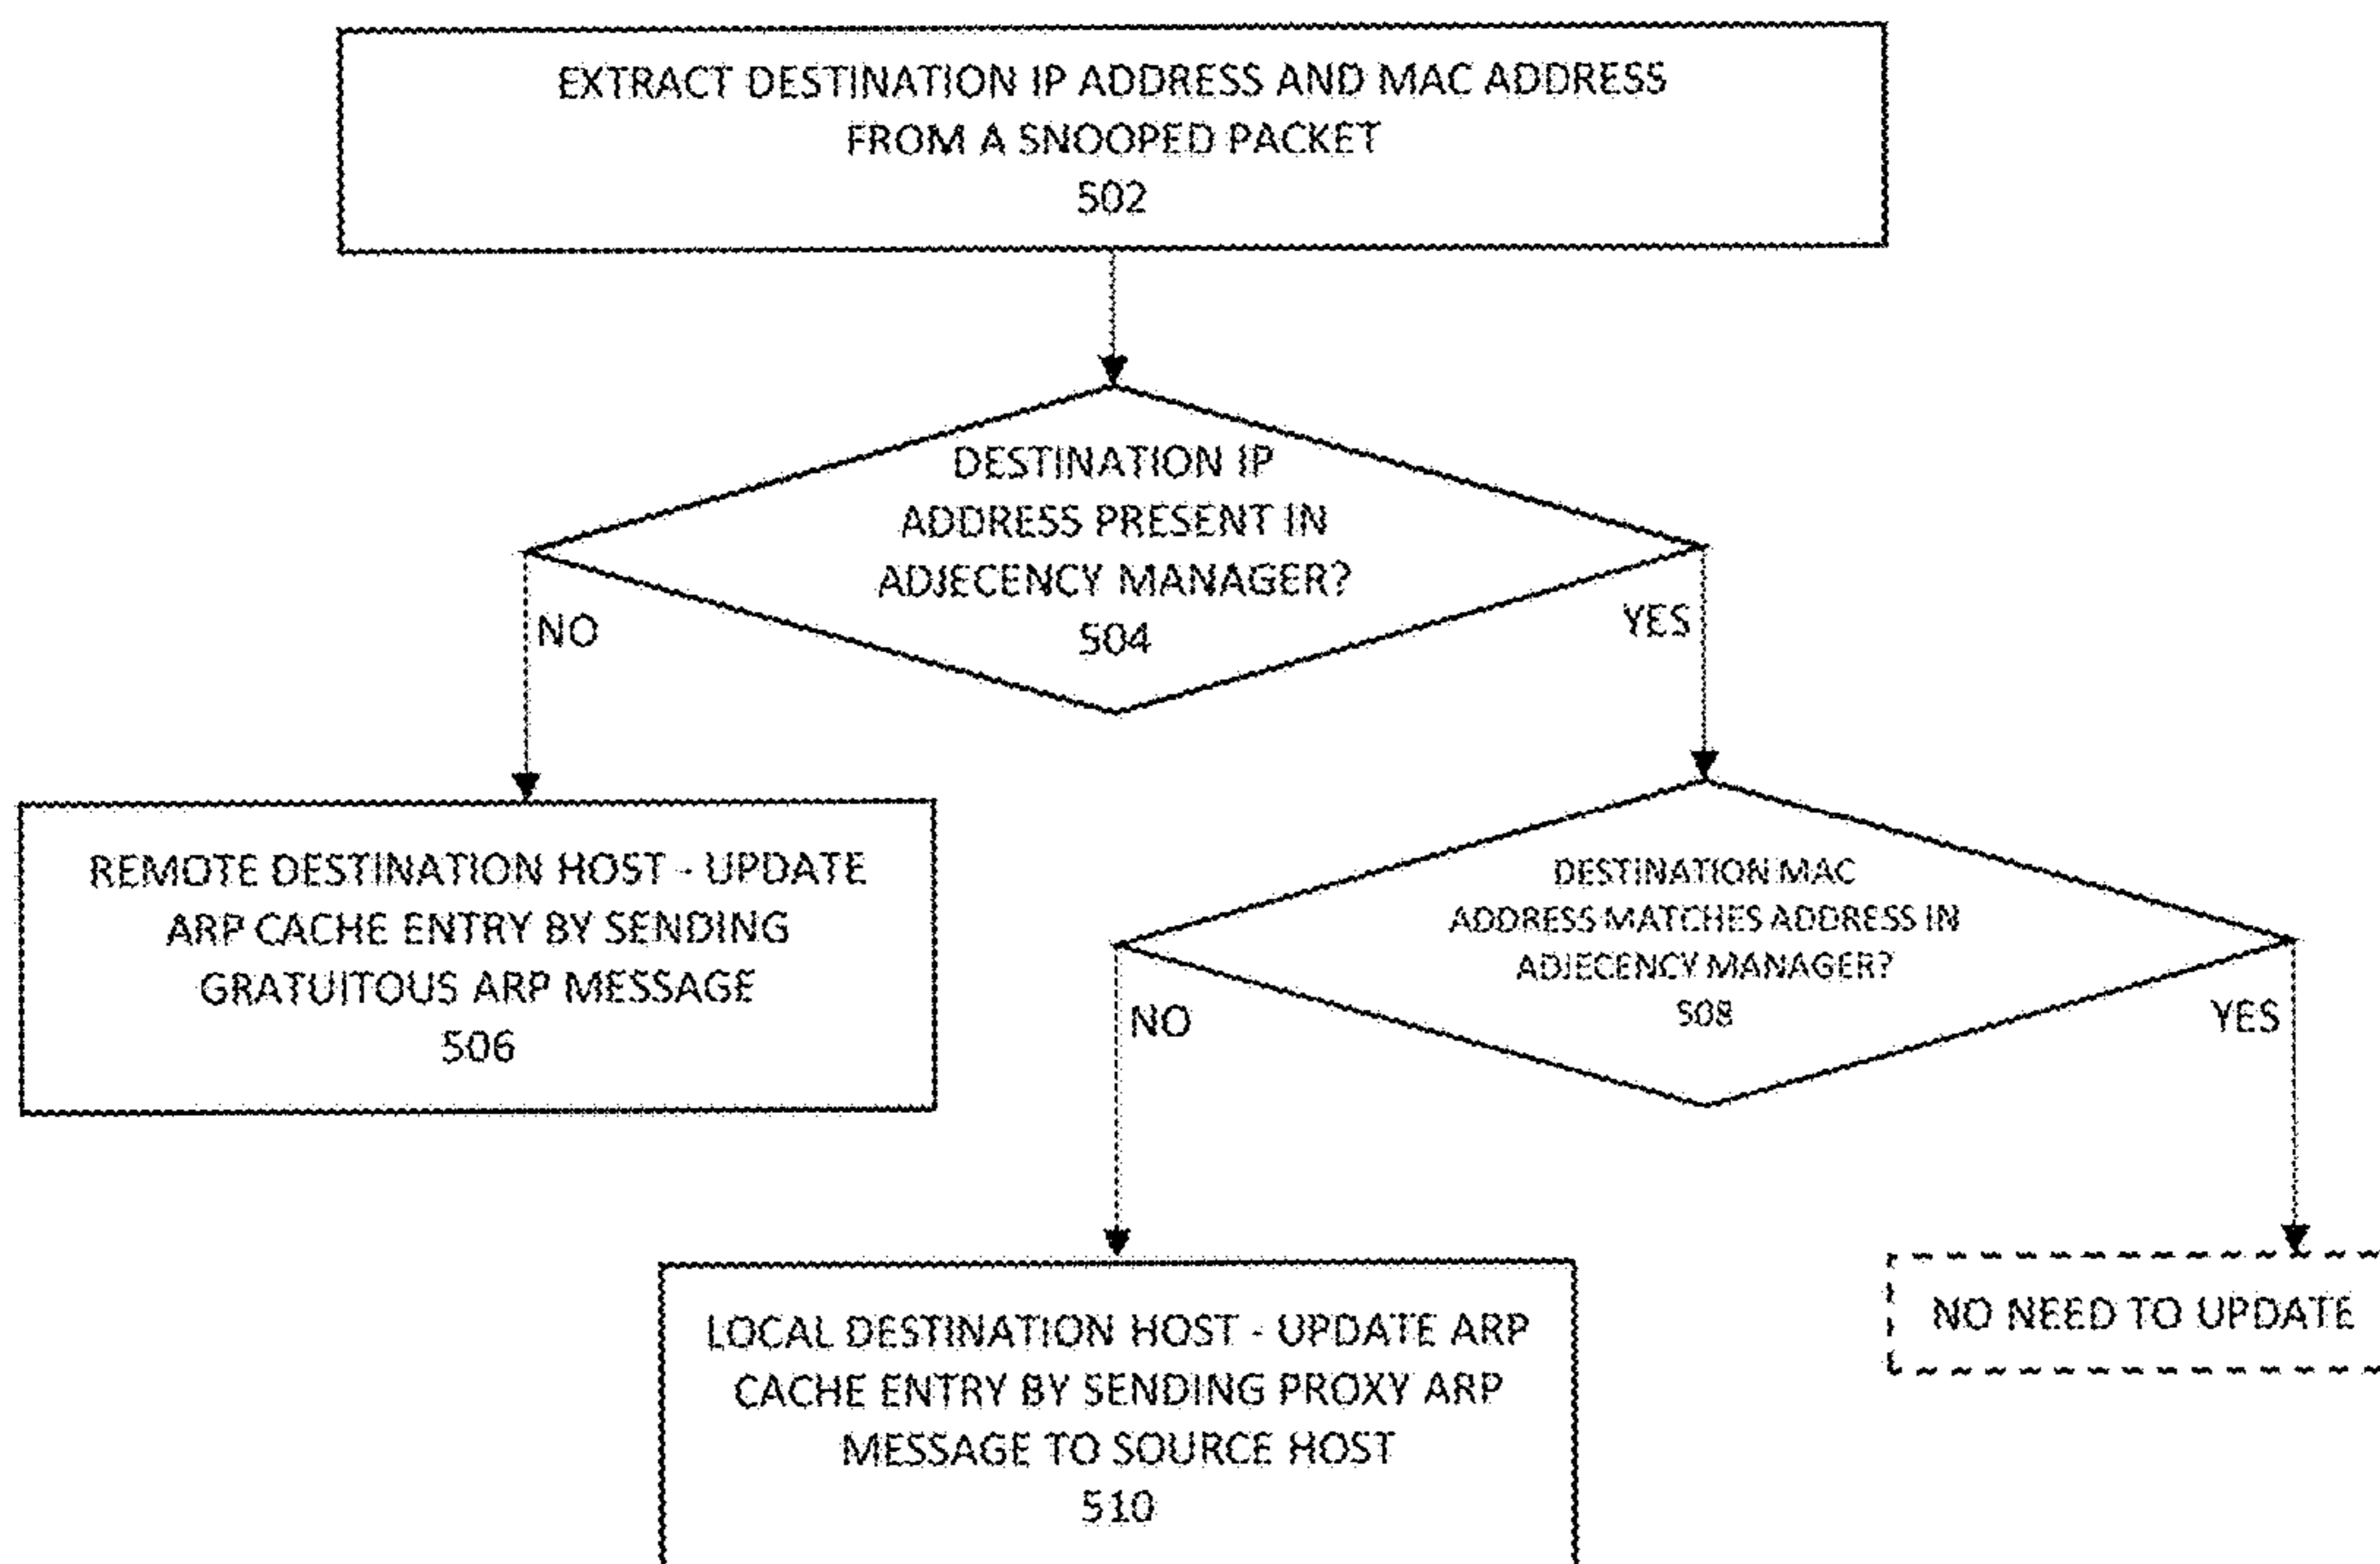 EXTRACT DESTINATION IP ADDRESS AND MAC ADDRESS
FROM A SNOOPED PACKET
502
DESTINATION IP
ADDRESS PRESENT IN
ADJECENCY MANAGER?
504
NO
YES
REMOTE DESTINATION HOST - UPDATE
ARP CACHE ENTRY BY SENDING
GRATUITOUS ARP MESSAGE
506
DESTINATION MAC
ADDRESS MATCHES ADDRESS IN
ADJECENCY MANAGER?
508
NO
YES
LOCAL DESTINATION HOST - UPDATE ARP
CACHE ENTRY BY SENDING PROXY ARP
MESSAGE TO SOURCE HOST
510
NO NEED TO UPDATE